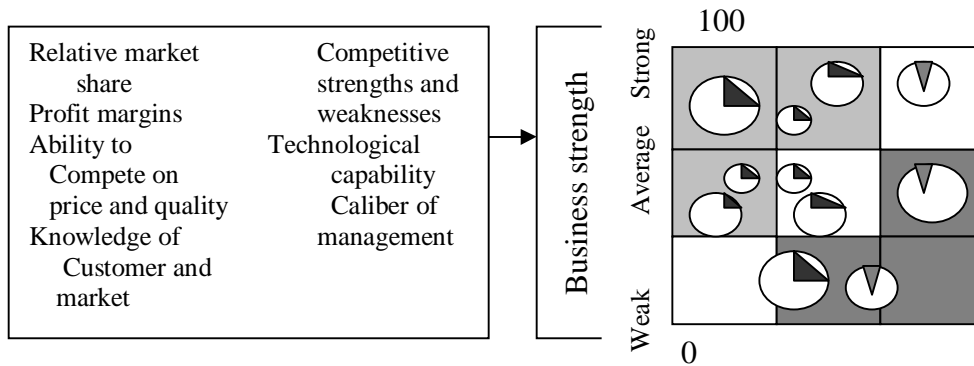 Relative market
share
Profit margins
Ability to
Compete on
price and quality
Knowledge of
Customer and
market
Competitive
strengths and
weaknesses
Technological
capability
Caliber of
management
Business strength
100
Strong
Average
Weak
0